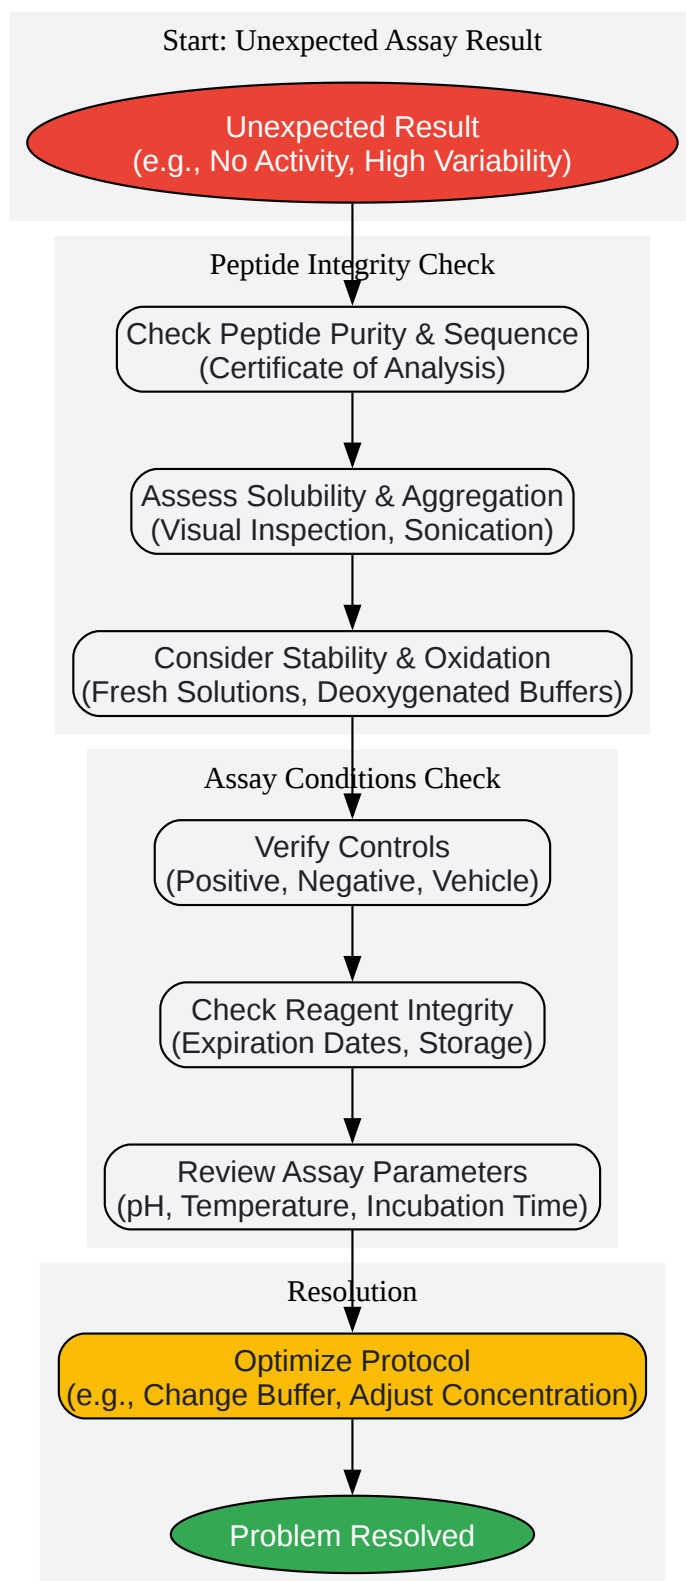 Start: Unexpected Assay Result
Unexpected Result
(e.g., No Activity, High Variability)
Peptide Integrity Check
Check Peptide Purity & Sequence
(Certificate of Analysis)
Assess Solubility & Aggregation
(Visual Inspection, Sonication)
Consider Stability & Oxidation
(Fresh Solutions, Deoxygenated Buffers)
Assay Conditions Check
Verify Controls
(Positive, Negative, Vehicle)
Check Reagent Integrity
(Expiration Dates, Storage)
Review Assay Parameters
(pH, Temperature, Incubation Time)
Resolution
Optimize Protocol
(e.g., Change Buffer, Adjust Concentration)
Problem Resolved